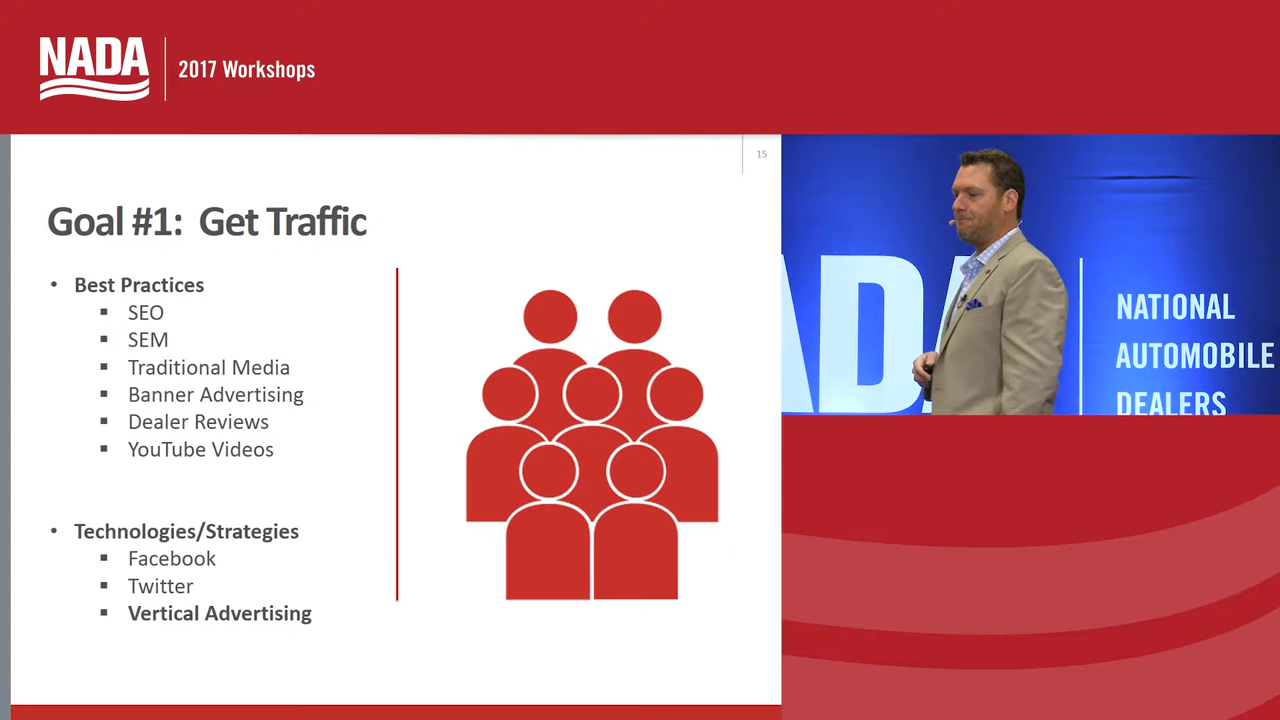 NADA
2017 Workshops
15
Goal #1: Get Traffic
• Best Practices
▪ SEO
▪ SEM
▪ Traditional Media
▪ Banner Advertising
▪ Dealer Reviews
▪ YouTube Videos
• Technologies/Strategies
▪ Facebook
▪ Twitter
▪ Vertical Advertising
ADA
NATIONAL
AUTOMOBILE
DEALERS